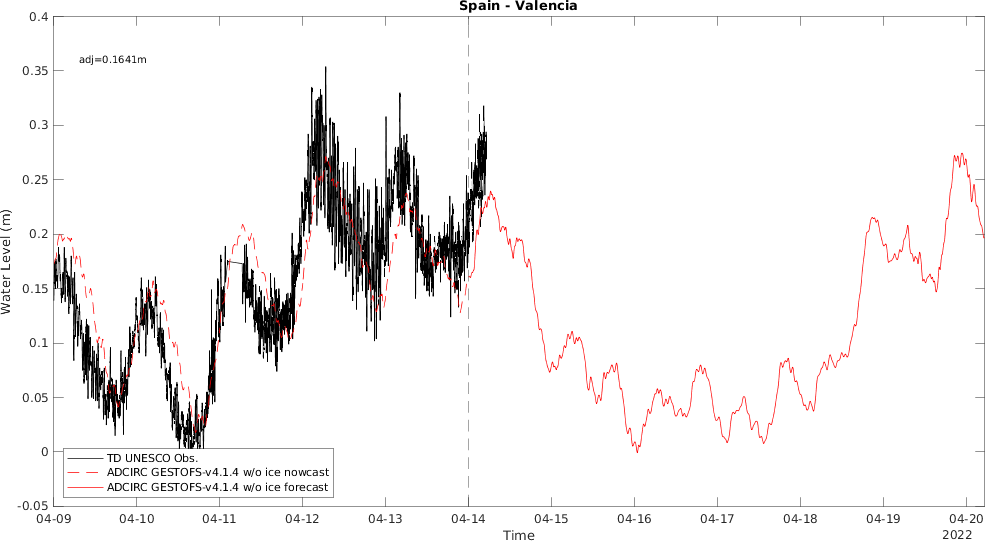 Spain - Valencia
adj=0.1641m
Water Level (m)
0.4
0.35
0.3
0.25
0.2
0.15
0.1
0.05
0
-0.05
TD UNESCO Obs.
ADCIRC GESTOFS-v4.1.4 w/o ice nowcast
ADCIRC GESTOFS-v4.1.4 w/o ice forecast
04-09 04-10 04-11 04-12 04-13 04-14 04-15 04-16 04-17 04-18 04-19 04-20
Time
2022